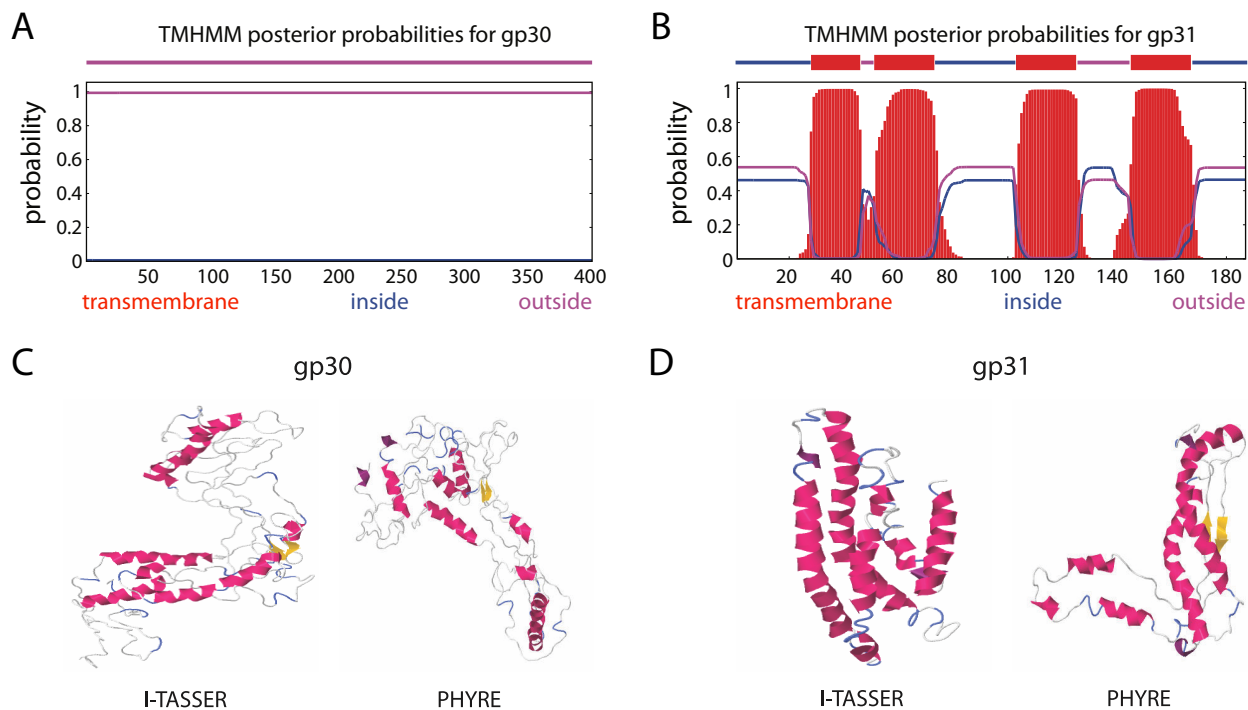 A
TMHMM posterior probabilities for gp30
probability
1
0.8
0.6
0.4
0.2
0
50 100 150 200 250 300 350 400
transmembrane inside outside
B
TMHMM posterior probabilities for gp31
probability
1
0.8
0.6
0.4
0.2
0
20 40 60 80 100 120 140 160 180
transmembrane inside outside
C
gp30
I-TASSER PHYRE
D
gp31
I-TASSER PHYRE